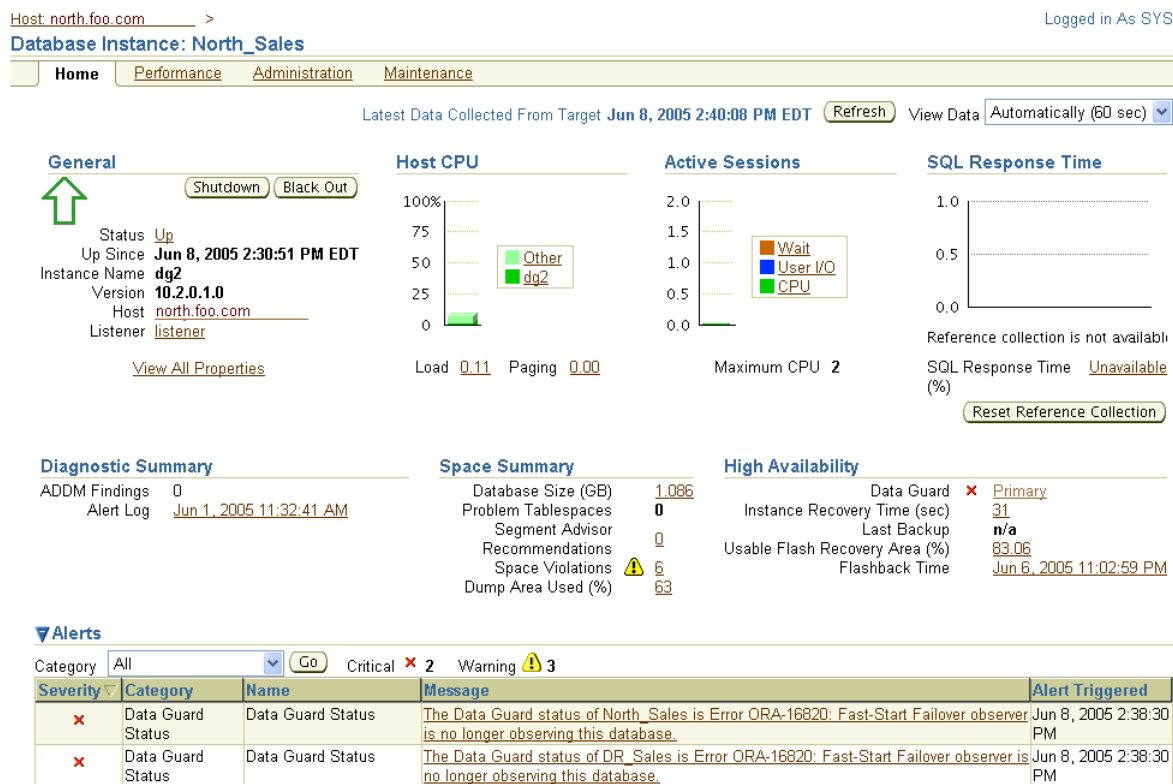 Host: north.foo.com >
Logged in As SYS
Database Instance: North_Sales
Home Performance Administration Maintenance
Latest Data Collected From Target Jun 8, 2005 2:40:08 PM EDT Refresh View Data Automatically (60 sec)
General
Shutdown Black Out
Status Up
Up Since Jun 8, 2005 2:30:51 PM EDT
Instance Name dg2
Version 10.2.0.1.0
Host north.foo.com
Listener listener
View All Properties
Host CPU
100%
75
50
25
0
Other
dg2
Load 0.11 Paging 0.00
Active Sessions
2.0
1.5
1.0
0.5
0.0
Wait
User I/O
CPU
Maximum CPU 2
SQL Response Time
1.0
0.5
0.0
Reference collection is not availabl
SQL Response Time Unavailable
(%)
Reset Reference Collection
Diagnostic Summary
ADDM Findings 0
Alert Log Jun 1, 2005 11:32:41 AM
Space Summary
Database Size (GB) 1.086
Problem Tablespaces 0
Segment Advisor
Recommendations 0
Space Violations 6
Dump Area Used (%) 63
High Availability
Data Guard Primary
Instance Recovery Time (sec) 31
Last Backup n/a
Usable Flash Recovery Area (%) 83.06
Flashback Time Jun 6, 2005 11:02:59 PM
Alerts
Category All Go Critical 2 Warning 3
Severity Category Name Message Alert Triggered
Data Guard Status Data Guard Status The Data Guard status of North_Sales is Error ORA-16820: Fast-Start Failover observer is no longer observing this database. Jun 8, 2005 2:38:30 PM
Data Guard Status Data Guard Status The Data Guard status of DR_Sales is Error ORA-16820: Fast-Start Failover observer is no longer observing this database. Jun 8, 2005 2:38:30 PM